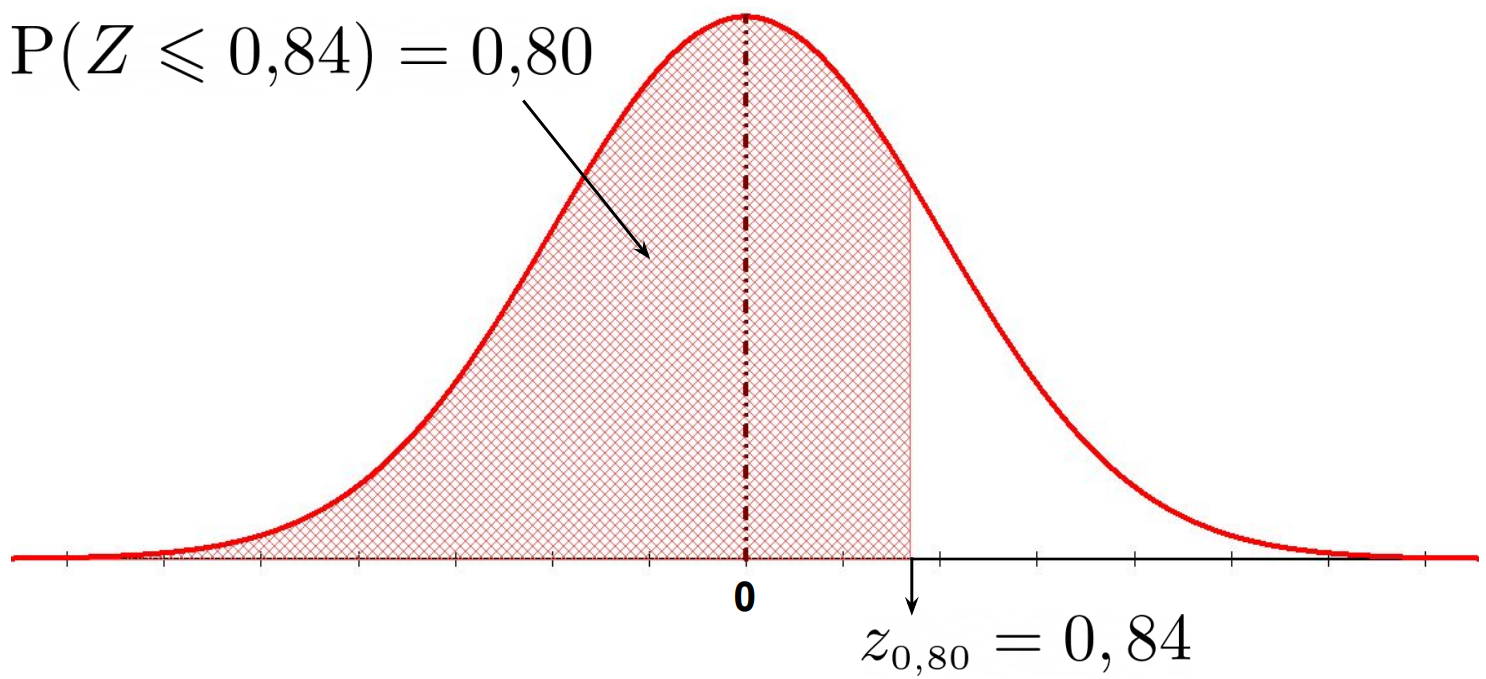 P(Z ⩽ 0,84) = 0,80
0
z₀,₈₀ = 0, 84